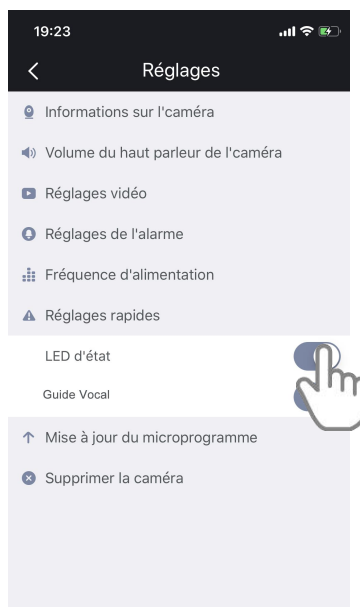 19:23
Réglages
Informations sur l'caméra
Volume du haut parleur de l'caméra
Réglages vidéo
Réglages de l'alarme
Fréquence d'alimentation
Réglages rapides
LED d'état
Guide Vocal
Mise à jour du microprogramme
Supprimer la caméra